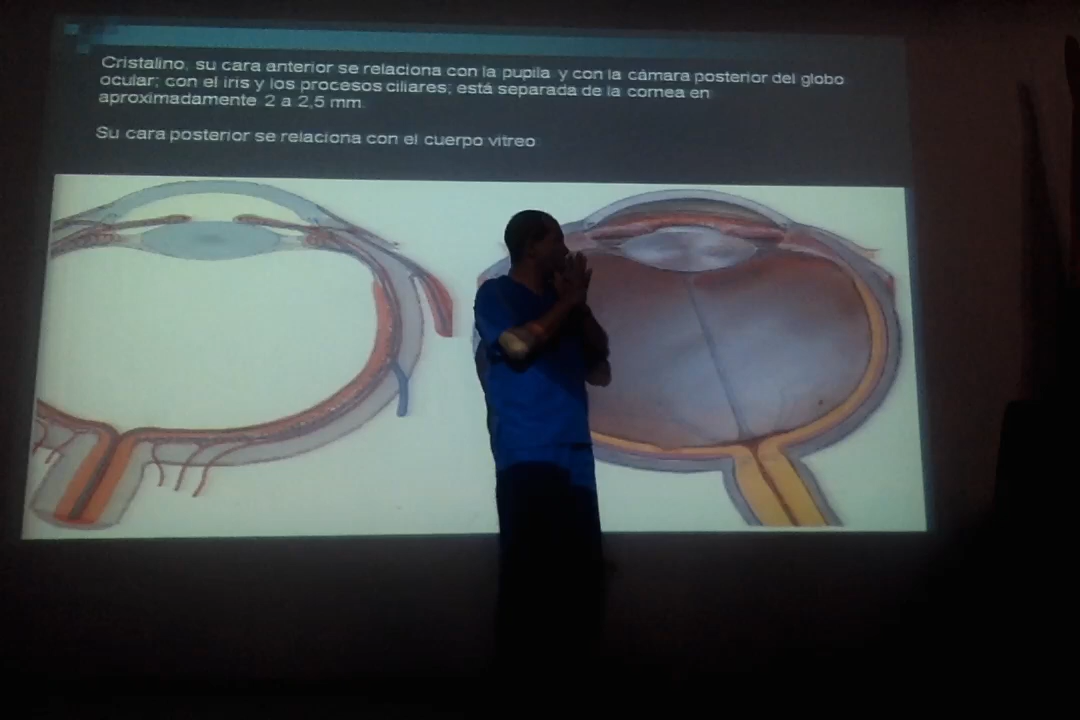 Cristalino, su cara anterior se relaciona con la pupila y con la cámara posterior del globo
ocular; con el iris y los procesos ciliares; está separada de la cornea en
aproximadamente 2 a 2,5 mm.
Su cara posterior se relaciona con el cuerpo vitreo